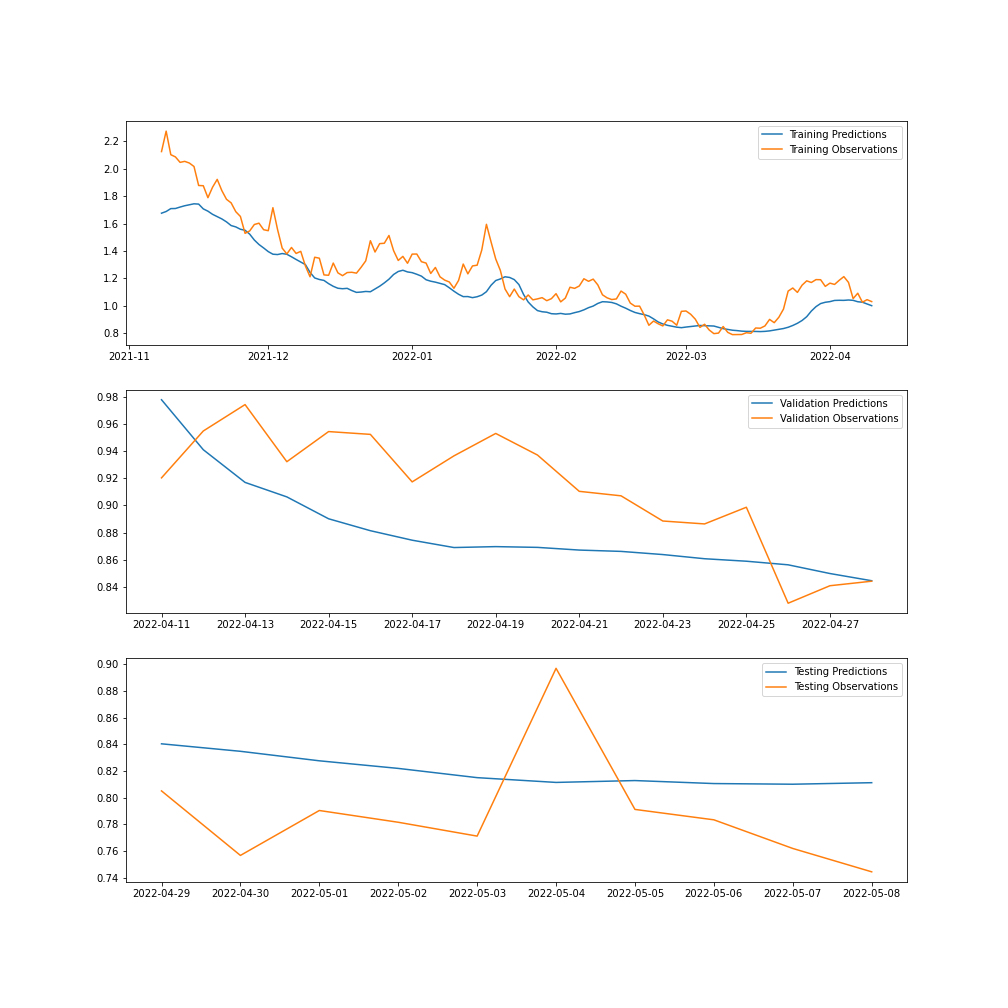 Training Predictions
Training Observations
2.2
2.0
1.8
1.6
1.4
1.2
1.0
0.8
2021-11 2021-12 2022-01 2022-02 2022-03 2022-04
Validation Predictions
Validation Observations
0.98
0.96
0.94
0.92
0.90
0.88
0.86
0.84
2022-04-11 2022-04-13 2022-04-15 2022-04-17 2022-04-19 2022-04-21 2022-04-23 2022-04-25 2022-04-27
Testing Predictions
Testing Observations
0.90
0.88
0.86
0.84
0.82
0.80
0.78
0.76
0.74
2022-04-29 2022-04-30 2022-05-01 2022-05-02 2022-05-03 2022-05-04 2022-05-05 2022-05-06 2022-05-07 2022-05-08